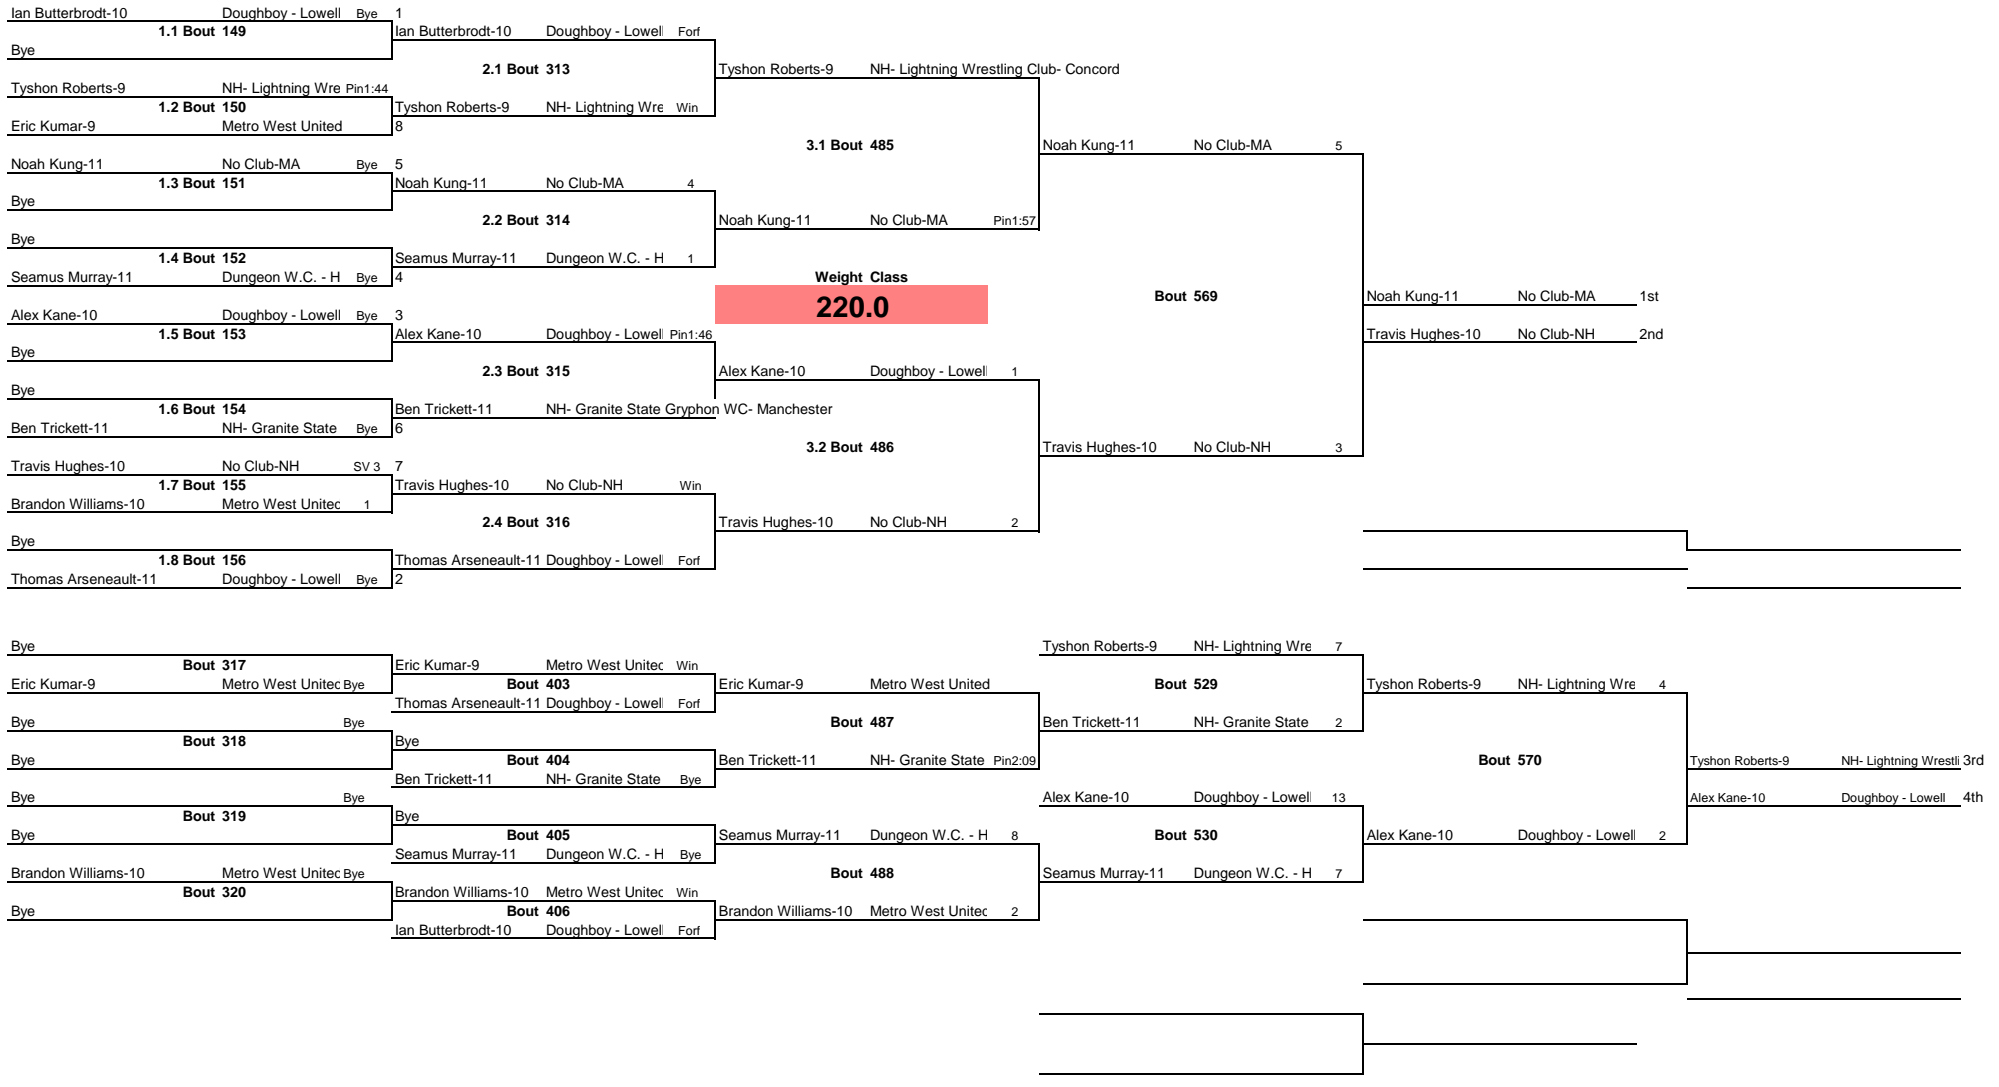 Ian Butterbrodt-10 Doughboy - Lowell Bye 1
1.1 Bout 149 Ian Butterbrodt-10 Doughboy - Lowell Forf
Bye
2.1 Bout 313 Tyshon Roberts-9 NH- Lightning Wrestling Club- Concord
Tyshon Roberts-9 NH- Lightning Wre Pin1:44
1.2 Bout 150 Tyshon Roberts-9 NH- Lightning Wre Win
Eric Kumar-9 Metro West United 8
3.1 Bout 485 Noah Kung-11 No Club-MA 5
Noah Kung-11 No Club-MA Bye 5
1.3 Bout 151 Noah Kung-11 No Club-MA 4
Bye
2.2 Bout 314 Noah Kung-11 No Club-MA Pin1:57
Bye
1.4 Bout 152 Seamus Murray-11 Dungeon W.C. - H 1
Seamus Murray-11 Dungeon W.C. - H Bye 4 Weight Class
220.0 Bout 569 Noah Kung-11 No Club-MA 1st
Alex Kane-10 Doughboy - Lowell Bye 3
1.5 Bout 153 Alex Kane-10 Doughboy - Lowell Pin1:46 Travis Hughes-10 No Club-NH 2nd
Bye
2.3 Bout 315 Alex Kane-10 Doughboy - Lowell 1
Bye
1.6 Bout 154 Ben Trickett-11 NH- Granite State Gryphon WC- Manchester
Ben Trickett-11 NH- Granite State Bye 6
3.2 Bout 486 Travis Hughes-10 No Club-NH 3
Travis Hughes-10 No Club-NH SV 3 7
1.7 Bout 155 Travis Hughes-10 No Club-NH Win
Brandon Williams-10 Metro West Unitec 1
2.4 Bout 316 Travis Hughes-10 No Club-NH 2
Bye
1.8 Bout 156 Thomas Arseneault-11 Doughboy - Lowell Forf
Thomas Arseneault-11 Doughboy - Lowell Bye 2
Bye Tyshon Roberts-9 NH- Lightning Wre 7
Bout 317 Eric Kumar-9 Metro West Unitec Win
Eric Kumar-9 Metro West Unitec Bye Bout 403 Eric Kumar-9 Metro West United Bout 529 Tyshon Roberts-9 NH- Lightning Wre 4
Thomas Arseneault-11 Doughboy - Lowell Forf
Bye Bye Bout 487 Ben Trickett-11 NH- Granite State 2
Bout 318 Bye
Bye Bout 404 Ben Trickett-11 NH- Granite State Pin2:09 Bout 570 Tyshon Roberts-9 NH- Lightning Wrestli 3rd
Ben Trickett-11 NH- Granite State Bye
Bye Bye Alex Kane-10 Doughboy - Lowell 13 Alex Kane-10 Doughboy - Lowell 4th
Bout 319 Bye
Bye Bout 405 Seamus Murray-11 Dungeon W.C. - H 8 Bout 530 Alex Kane-10 Doughboy - Lowell 2
Seamus Murray-11 Dungeon W.C. - H Bye
Brandon Williams-10 Metro West Unitec Bye Bout 488 Seamus Murray-11 Dungeon W.C. - H 7
Bout 320 Brandon Williams-10 Metro West Unitec Win
Bye Bout 406 Brandon Williams-10 Metro West Unitec 2
Ian Butterbrodt-10 Doughboy - Lowell Forf